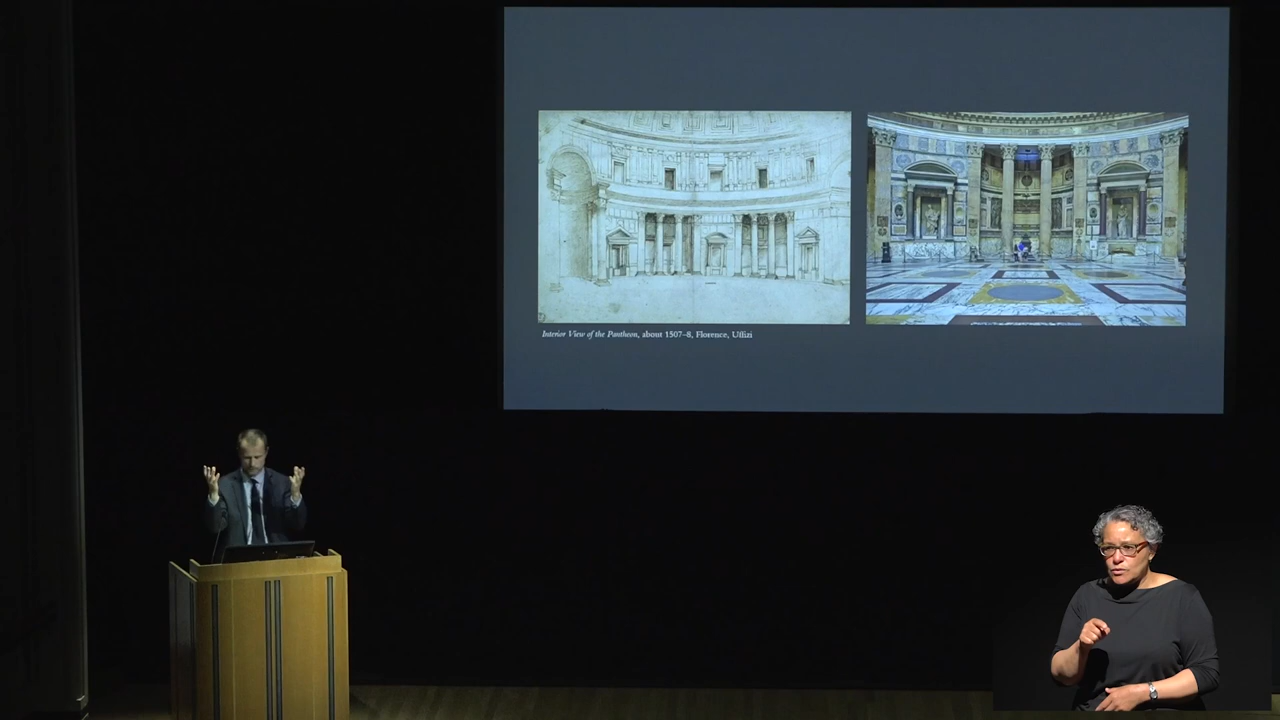 Interior View of the Pantheon, about 1507–8, Florence, Uffizi